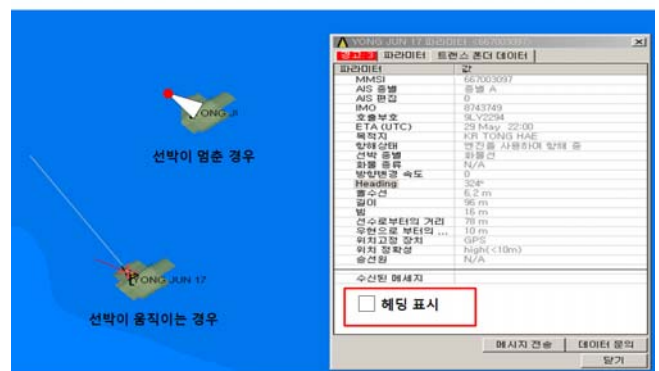 YONG JI
선박이 멈춘 경우
YONG JUN 17
선박이 움직이는 경우
YONG JUN 17 파라미터 <667003097>
경고 3 파라미터 트랜스 폰더 데이터
파라미터 값
MMSI 667003097
AIS 종별 종별 A
AIS 편집 0
IMO 8743749
호출부호 9LV2294
ETA (UTC) 29 May 22:00
목적지 KR TONG HAE
항해상태 엔진을 사용하여 항해 중
선박 종별 화물선
화물 종류 N/A
방향변경 속도 0
Heading 324°
흘수선 6.2 m
길이 96 m
빔 16 m
선수로부터의 거리 78 m
우현으로 부터의 ... 10 m
위치고정 장치 GPS
위치 정확성 high(<10m)
승선원 N/A
수신된 메세지
헤딩 표시
메시지 전송 데이터 문의
닫기